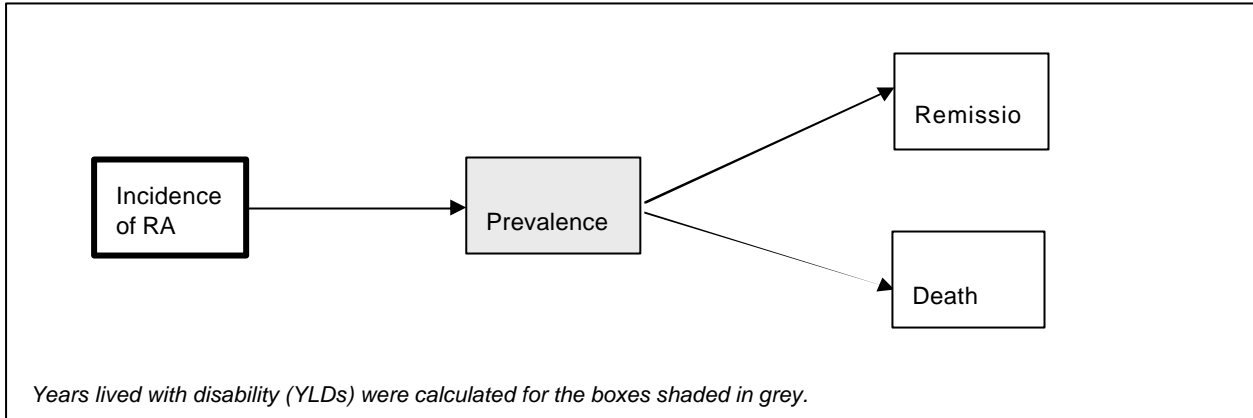 Remissio
Incidence
of RA
Prevalence
Death
Years lived with disability (YLDs) were calculated for the boxes shaded in grey.